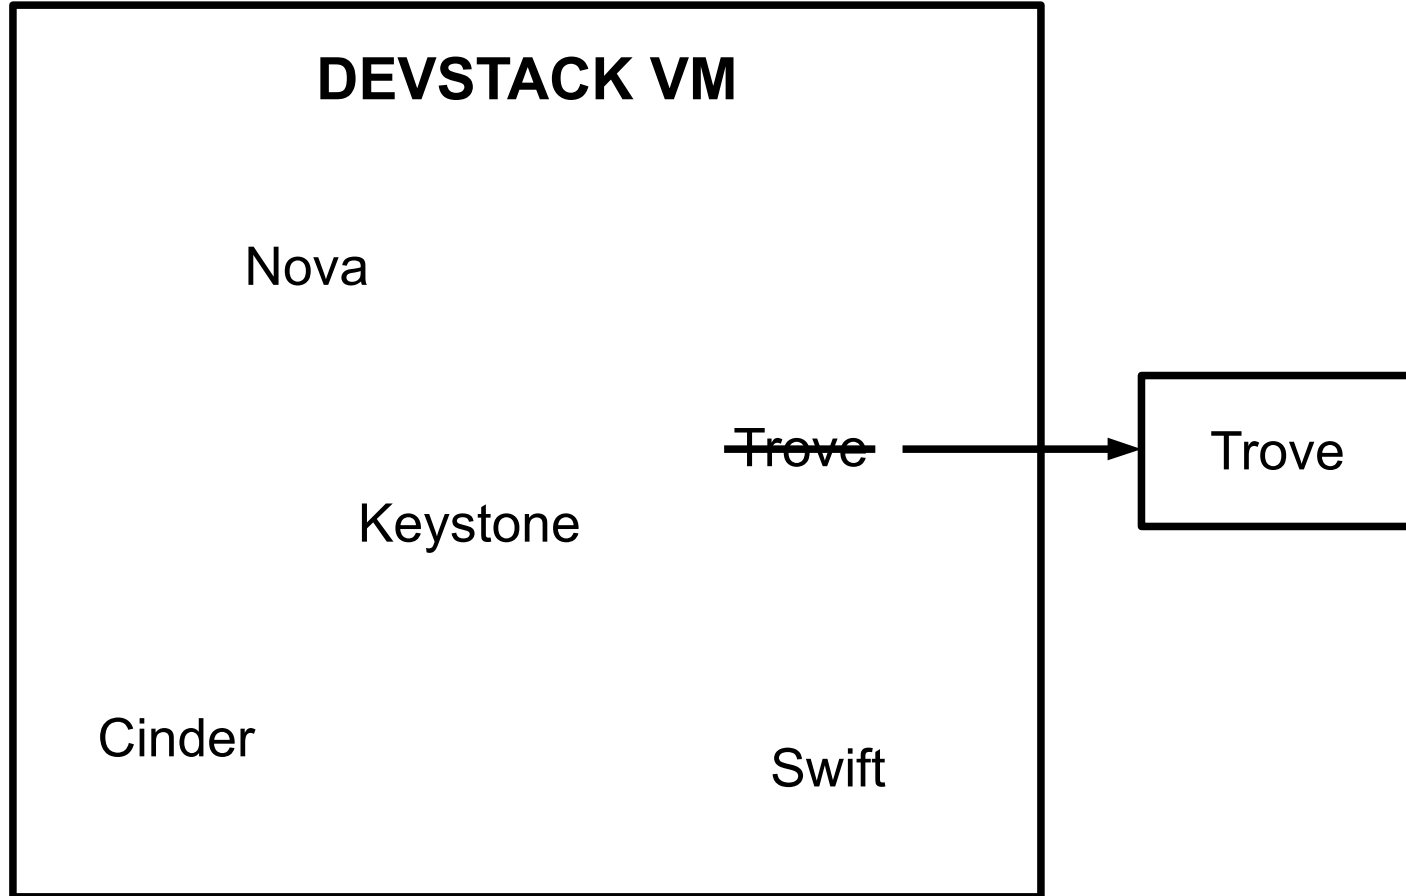 DEVSTACK VM
Nova
Trove
Trove
Keystone
Cinder
Swift